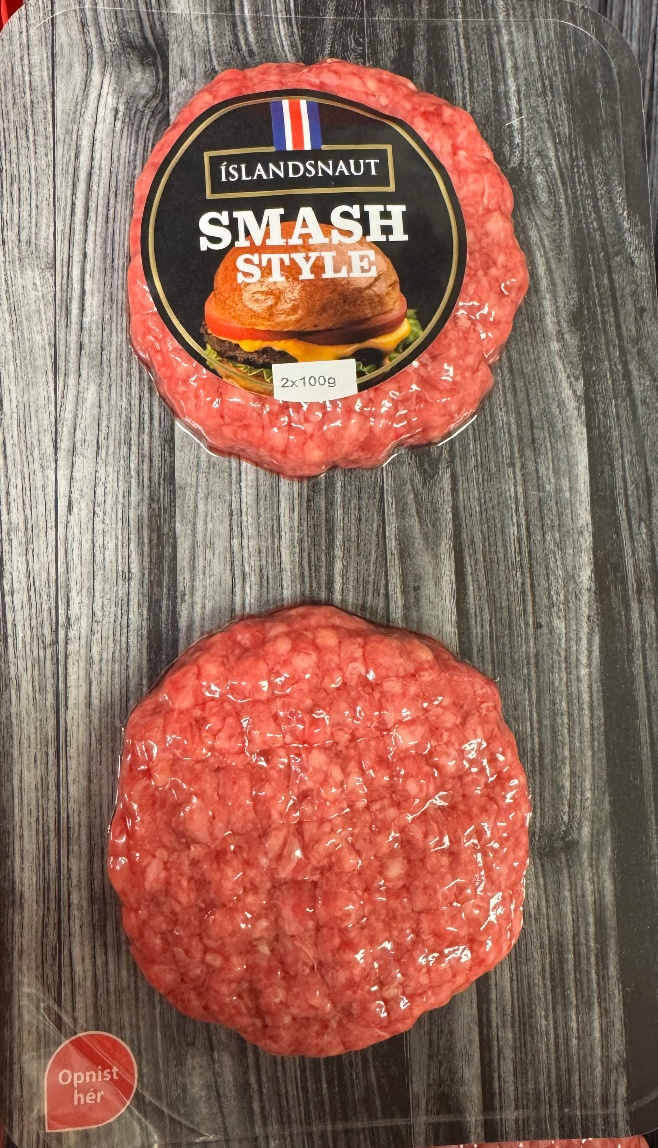 ÍSLANDSNAUT
SMASH
STYLE
2x100g
Opnist
hér